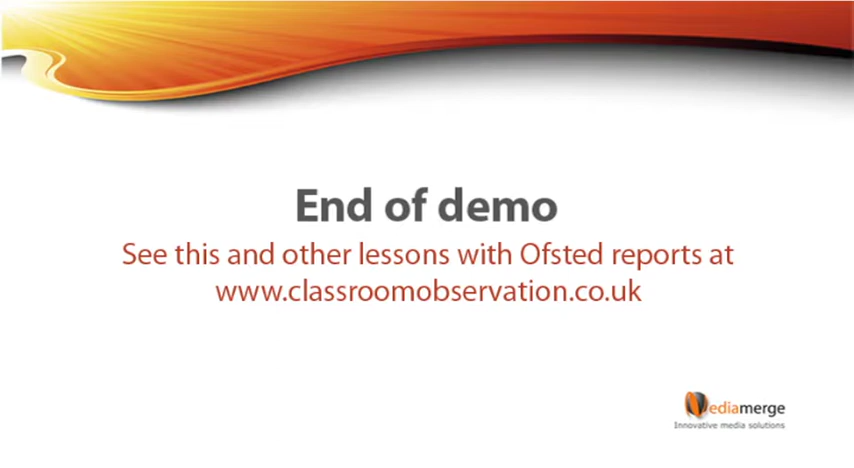 End of demo
See this and other lessons with Ofsted reports at
www.classroomobservation.co.uk
Mediamerge
Innovative media solutions